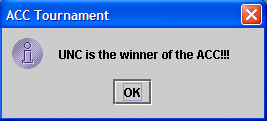 ACC Tournament
UNC is the winner of the ACC!!!
OK